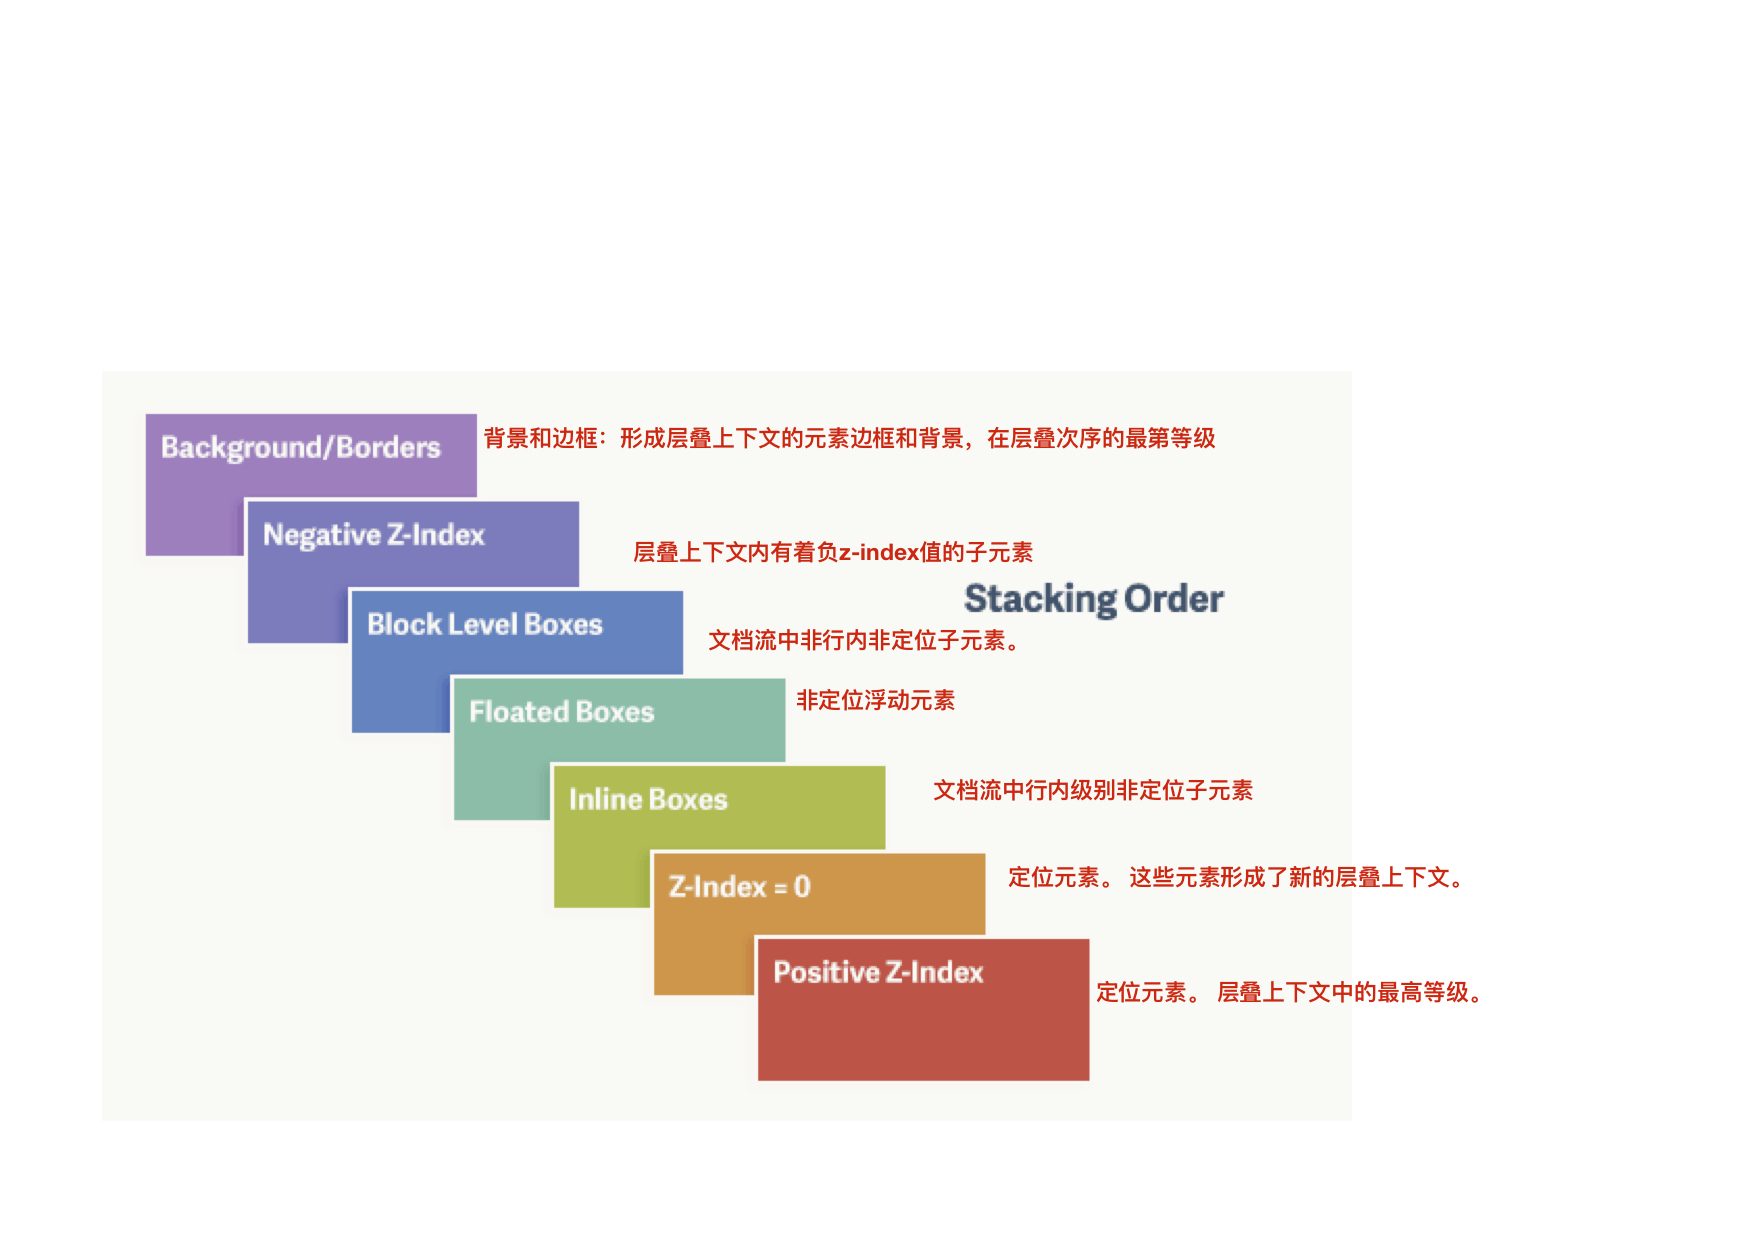 Background/Borders
背景和边框：形成层叠上下文的元素边框和背景，在层叠次序的最第等级
Negative Z-Index
层叠上下文内有着负z-index值的子元素
Stacking Order
Block Level Boxes
文档流中非行内非定位子元素。
Floated Boxes
非定位浮动元素
Inline Boxes
文档流中行内级别非定位子元素
Z-Index = 0
定位元素。 这些元素形成了新的层叠上下文。
Positive Z-Index
定位元素。 层叠上下文中的最高等级。